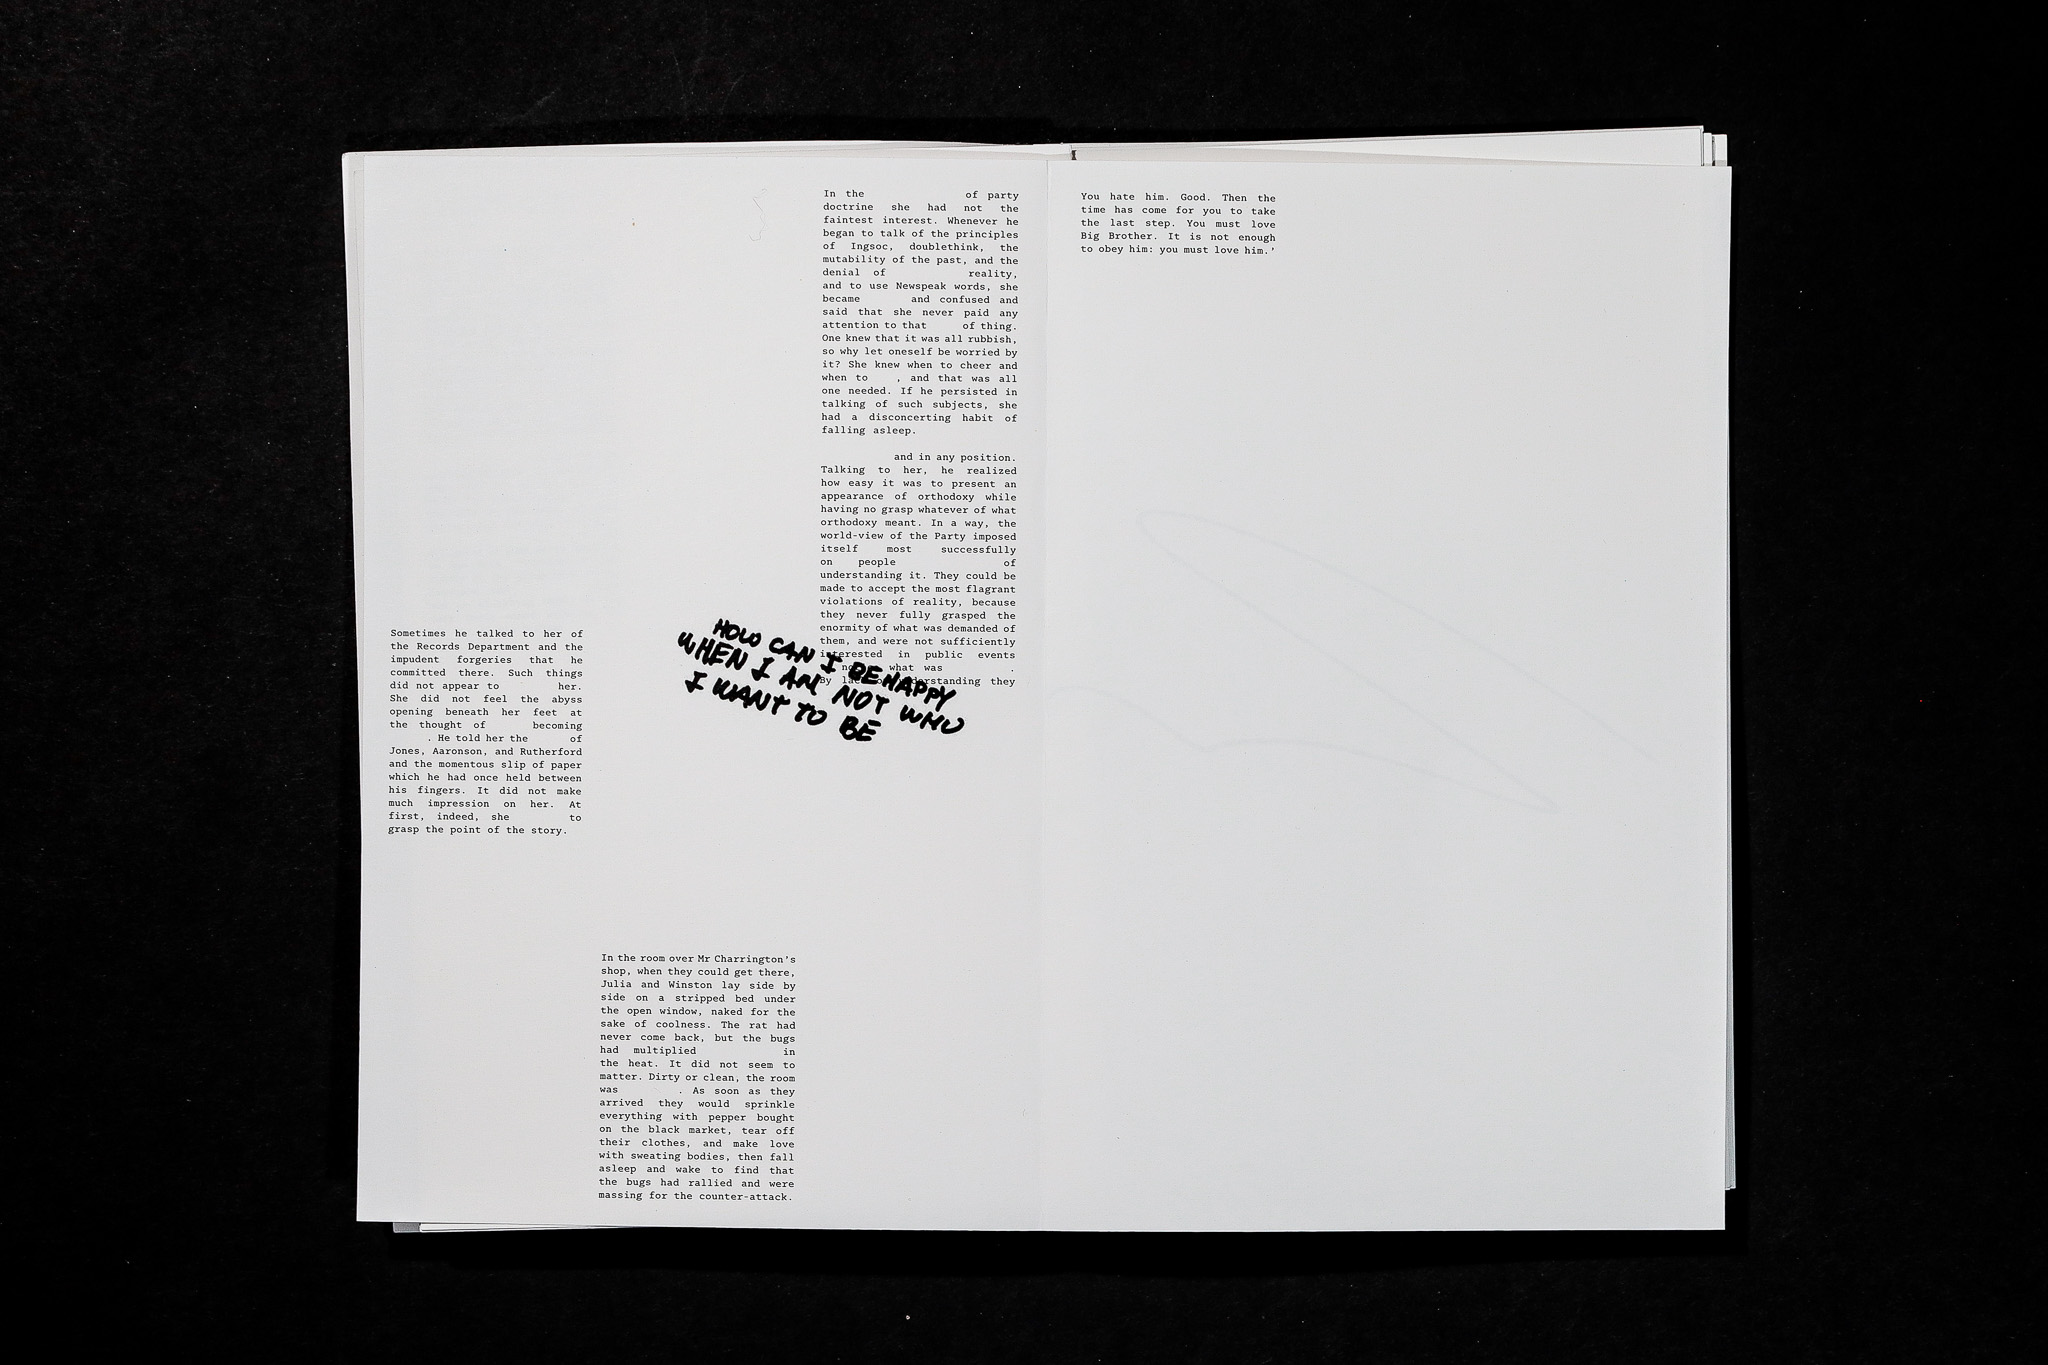 Sometimes he talked to her of
the Records Department and the
impudent forgeries that he
committed there. Such things
did not appear to her.
She did not feel the abyss
opening beneath her feet at
the thought of becoming
. He told her the of
Jones, Aaronson, and Rutherford
and the momentous slip of paper
which he had once held between
his fingers. It did not make
much impression on her. At
first, indeed, she to
grasp the point of the story.
In the room over Mr Charrington's
shop, when they could get there,
Julia and Winston lay side by
side on a stripped bed under
the open window, naked for the
sake of coolness. The rat had
never come back, but the bugs
had multiplied in
the heat. It did not seem to
matter. Dirty or clean, the room
was . As soon as they
arrived they would sprinkle
everything with pepper bought
on the black market, tear off
their clothes, and make love
with sweating bodies, then fall
asleep and wake to find that
the bugs had rallied and were
massing for the counter-attack.
In the of party
doctrine she had not the
faintest interest. Whenever he
began to talk of the principles
of Ingsoc, doublethink, the
mutability of the past, and the
denial of reality,
and to use Newspeak words, she
became and confused and
said that she never paid any
attention to that of thing.
One knew that it was all rubbish,
so why let oneself be worried by
it? She knew when to cheer and
when to , and that was all
one needed. If he persisted in
talking of such subjects, she
had a disconcerting habit of
falling asleep.
and in any position.
Talking to her, he realized
how easy it was to present an
appearance of orthodoxy while
having no grasp whatever of what
orthodoxy meant. In a way, the
world-view of the Party imposed
itself most successfully
on people of
understanding it. They could be
made to accept the most flagrant
violations of reality, because
they never fully grasped the
enormity of what was demanded of
them, and were not sufficiently
interested in public events
what was .
By they
HOW CAN I BE HAPPY
WHEN I AM NOT WHO
I WANT TO BE
You hate him. Good. Then the
time has come for you to take
the last step. You must love
Big Brother. It is not enough
to obey him: you must love him.'